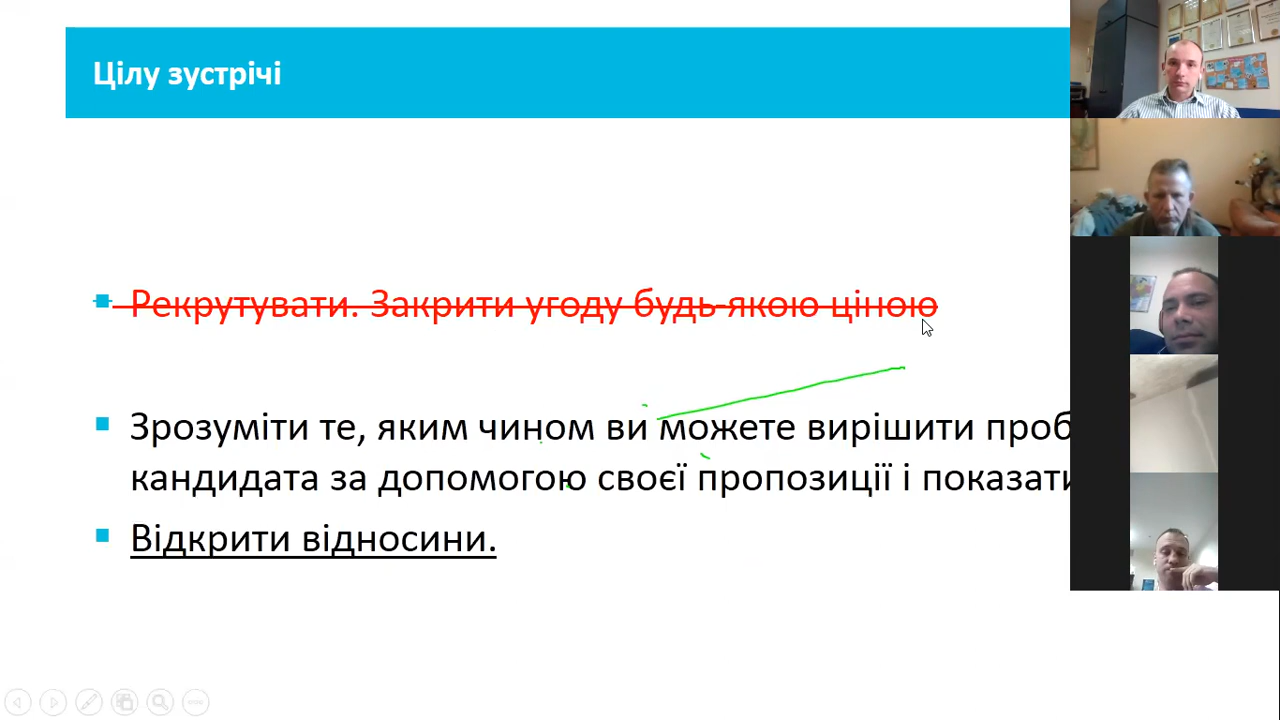 Цілу зустрічі
Рекрутувати. Закрити угоду будь-якою ціною
Зрозуміти те, яким чином ви можете вирішити проб
кандидата за допомогою своєї пропозиції і показати
Відкрити відносини.